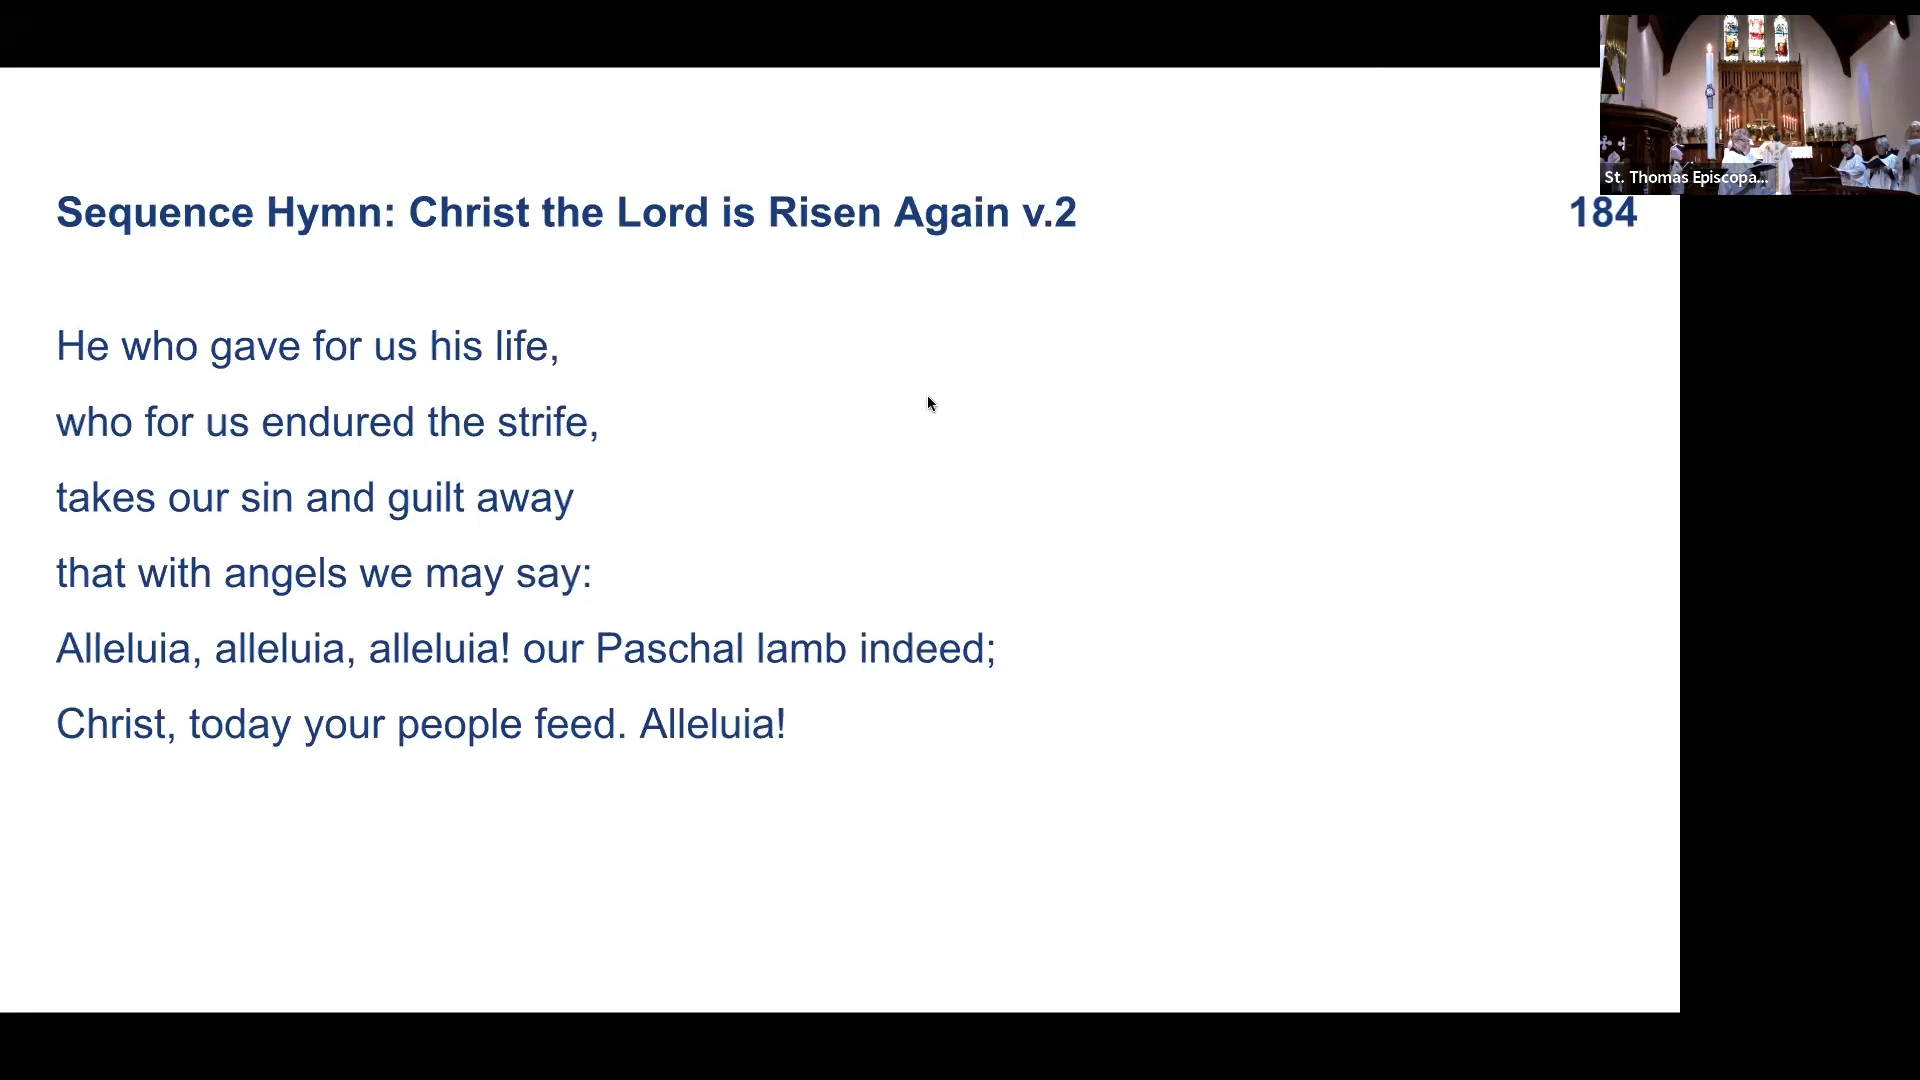 St. Thomas Episcopa...
Sequence Hymn: Christ the Lord is Risen Again v.2 184
He who gave for us his life,
who for us endured the strife,
takes our sin and guilt away
that with angels we may say:
Alleluia, alleluia, alleluia! our Paschal lamb indeed;
Christ, today your people feed. Alleluia!